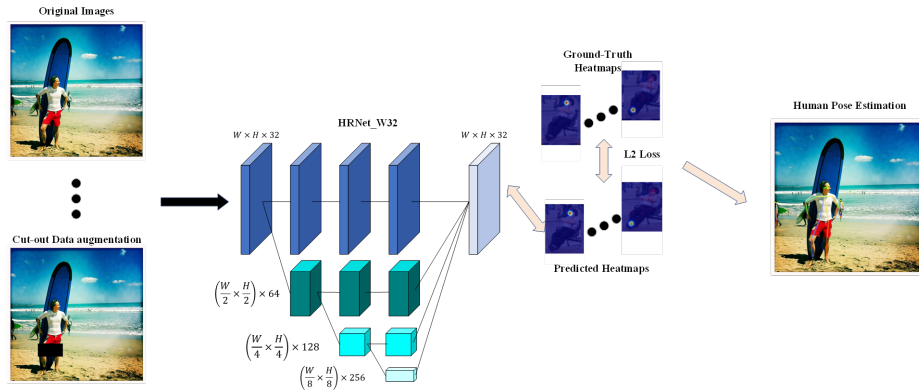 Original Images
Cut-out Data augmentation
HRNet_W32
W × H × 32
W × H × 32
(W/2 × H/2) × 64
(W/4 × H/4) × 128
(W/8 × H/8) × 256
Ground-Truth
Heatmaps
L2 Loss
Predicted Heatmaps
Human Pose Estimation